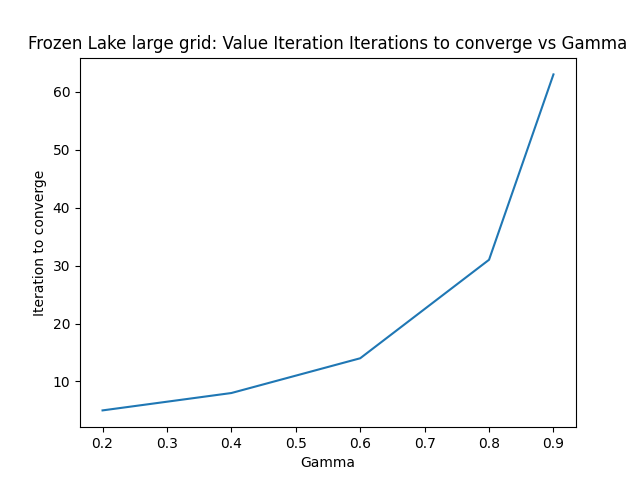 Frozen Lake large grid: Value Iteration Iterations to converge vs Gamma
60
50
40
30
20
10
Iteration to converge
0.2 0.3 0.4 0.5 0.6 0.7 0.8 0.9
Gamma